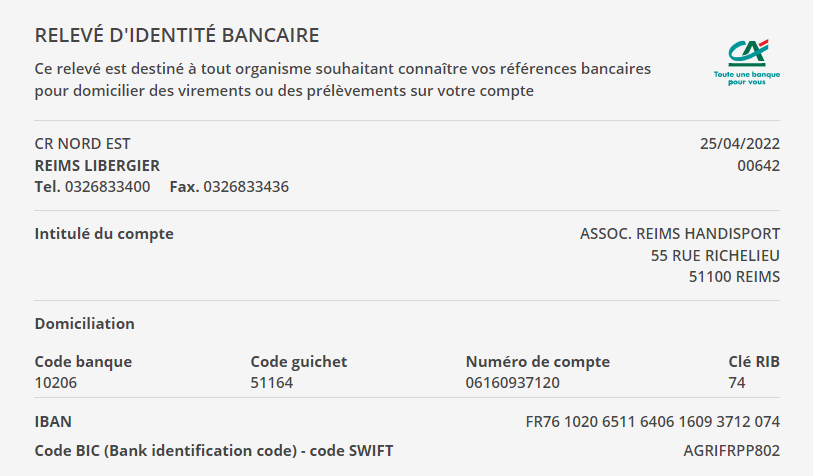 RELEVÉ D'IDENTITÉ BANCAIRE
Ce relevé est destiné à tout organisme souhaitant connaître vos références bancaires
pour domicilier des virements ou des prélèvements sur votre compte
CA
Toute une banque
pour vous
CR NORD EST 25/04/2022
REIMS LIBERGIER 00642
Tel. 0326833400 Fax. 0326833436
Intitulé du compte ASSOC. REIMS HANDISPORT
55 RUE RICHELIEU
51100 REIMS
Domiciliation
Code banque Code guichet Numéro de compte Clé RIB
10206 51164 06160937120 74
IBAN FR76 1020 6511 6406 1609 3712 074
Code BIC (Bank identification code) - code SWIFT AGRIFRPP802